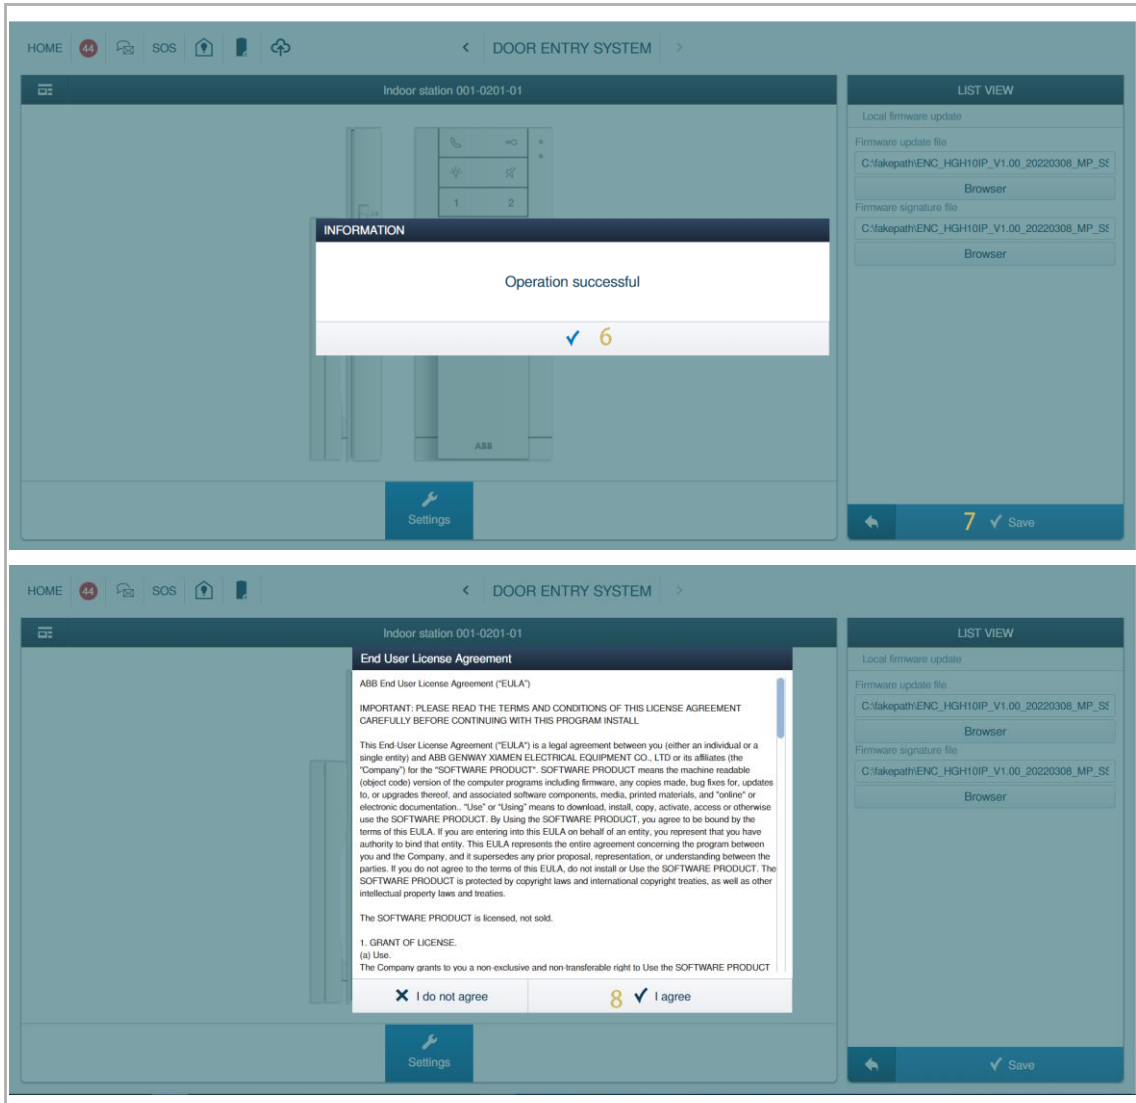 HOME 44 SOS < DOOR ENTRY SYSTEM >
Indoor station 001-0201-01
LIST VIEW
Local firmware update
Firmware update file
C:\fakepath\ENC_HGH10IP_V1.00_20220308_MP_SS
Browser
Firmware signature file
C:\fakepath\ENC_HGH10IP_V1.00_20220308_MP_SS
Browser
1 2
INFORMATION
Operation successful
6
ABB
Settings
7 Save
HOME 44 SOS < DOOR ENTRY SYSTEM >
Indoor station 001-0201-01
LIST VIEW
Local firmware update
Firmware update file
C:\fakepath\ENC_HGH10IP_V1.00_20220308_MP_SS
Browser
Firmware signature file
C:\fakepath\ENC_HGH10IP_V1.00_20220308_MP_SS
Browser
End User License Agreement
ABB End User License Agreement ("EULA")
IMPORTANT: PLEASE READ THE TERMS AND CONDITIONS OF THIS LICENSE AGREEMENT
CAREFULLY BEFORE CONTINUING WITH THIS PROGRAM INSTALL
This End-User License Agreement ("EULA") is a legal agreement between you (either an individual or a
single entity) and ABB GENWAY XIAMEN ELECTRICAL EQUIPMENT CO., LTD or its affiliates (the
"Company") for the "SOFTWARE PRODUCT". SOFTWARE PRODUCT means the machine readable
(object code) version of the computer programs including firmware, any copies made, bug fixes for, updates
to, or upgrades thereof, and associated software components, media, printed materials, and "online" or
electronic documentation.. "Use" or "Using" means to download, install, copy, activate, access or otherwise
use the SOFTWARE PRODUCT. By Using the SOFTWARE PRODUCT, you agree to be bound by the
terms of this EULA. If you are entering into this EULA on behalf of an entity, you represent that you have
authority to bind that entity. This EULA represents the entire agreement concerning the program between
you and the Company, and it supersedes any prior proposal, representation, or understanding between the
parties. If you do not agree to the terms of this EULA, do not install or Use the SOFTWARE PRODUCT. The
SOFTWARE PRODUCT is protected by copyright laws and international copyright treaties, as well as other
intellectual property laws and treaties.
The SOFTWARE PRODUCT is licensed, not sold.
1. GRANT OF LICENSE.
(a) Use.
The Company grants to you a non-exclusive and non-transferable right to Use the SOFTWARE PRODUCT
I do not agree
8 I agree
Settings
Save